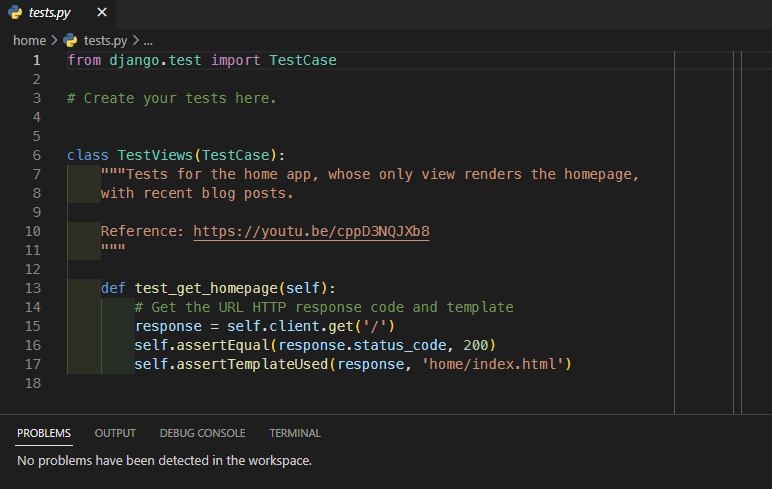 tests.py ×
home > tests.py > ...
1 from django.test import TestCase
2
3 # Create your tests here.
4
5
6 class TestViews(TestCase):
7     """Tests for the home app, whose only view renders the homepage,
8     with recent blog posts.
9
10     Reference: https://youtu.be/cppD3NQJXb8
11     """
12
13     def test_get_homepage(self):
14         # Get the URL HTTP response code and template
15         response = self.client.get('/')
16         self.assertEqual(response.status_code, 200)
17         self.assertTemplateUsed(response, 'home/index.html')
18
PROBLEMS OUTPUT DEBUG CONSOLE TERMINAL
No problems have been detected in the workspace.